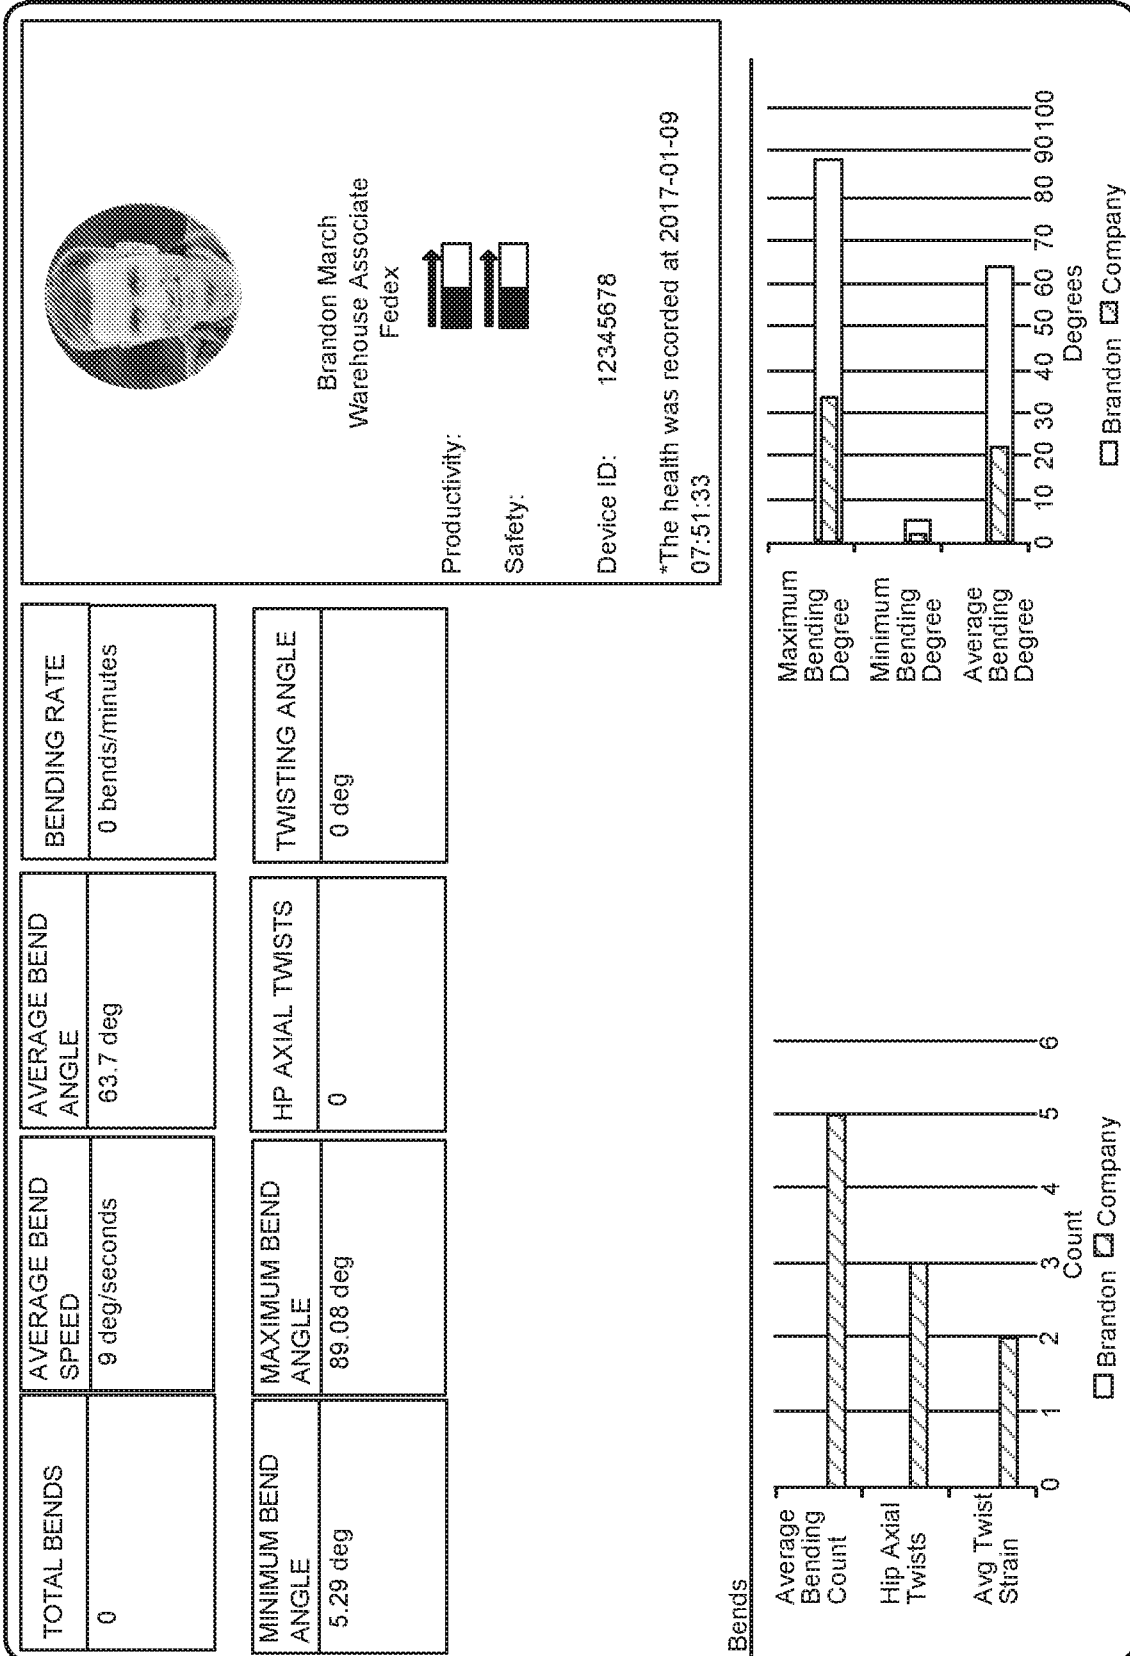 TOTAL BENDS
0
AVERAGE BEND
SPEED
9 deg/seconds
AVERAGE BEND
ANGLE
63.7 deg
BENDING RATE
0 bends/minutes
MINIMUM BEND
ANGLE
5.29 deg
MAXIMUM BEND
ANGLE
89.08 deg
HP AXIAL TWISTS
0
TWISTING ANGLE
0 deg
Brandon March
Warehouse Associate
Fedex
Productivity:
Safety:
Device ID: 12345678
*The health was recorded at 2017-01-09
07:51:33
Bends
Average
Bending
Count
Hip Axial
Twists
Avg Twist
Strain
0 1 2 3 4 5 6
Count
Brandon Company
Maximum
Bending
Degree
Minimum
Bending
Degree
Average
Bending
Degree
0 10 20 30 40 50 60 70 80 90 100
Degrees
Brandon Company